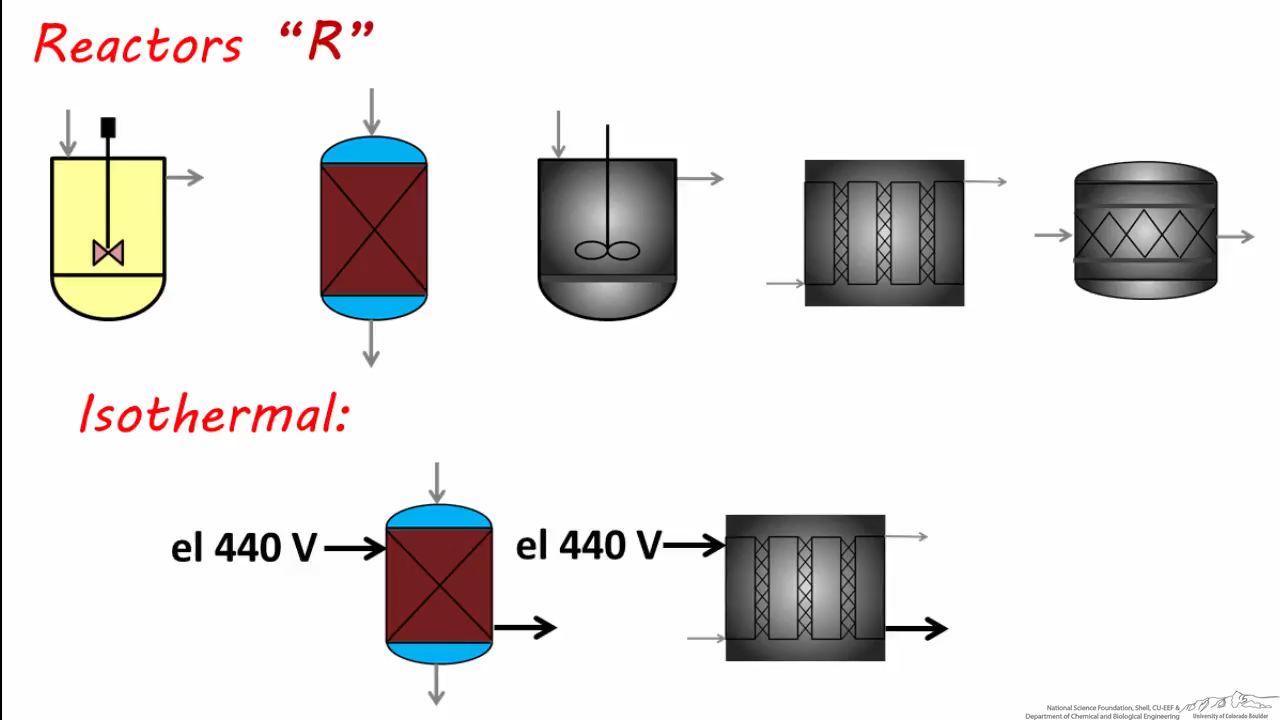 Reactors “R”
Isothermal:
el 440 V
el 440 V
National Science Foundation, Shell, CU-EEF &
Department of Chemical and Biological Engineering
University of Colorado Boulder